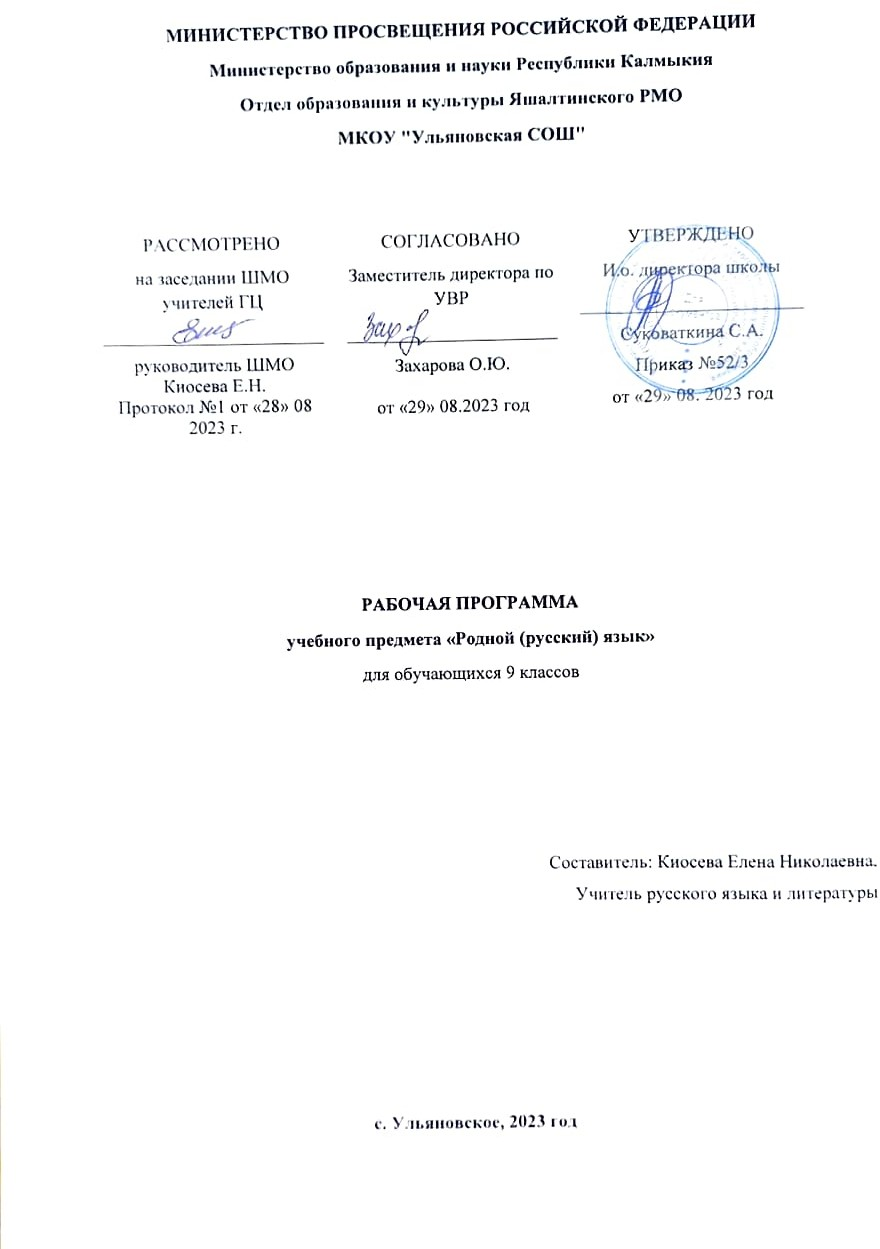 МИНИСТЕРСТВО ПРОСВЕЩЕНИЯ РОССИЙСКОЙ ФЕДЕРАЦИИ
Министерство образования и науки Республики Калмыкия
Отдел образования и культуры Яшалтинского РМО
МКОУ "Ульяновская СОШ"
РАССМОТРЕНО
на заседании ШМО
учителей ГЦ
руководитель ШМО
Киосева Е.Н.
Протокол №1 от «28» 08
2023 г.
СОГЛАСОВАНО
Заместитель директора по
УВР
Захарова О.Ю.
от «29» 08.2023 год
УТВЕРЖДЕНО
И.о. директора школы
Суковаткина С.А.
Приказ №52/3
от «29» 08. 2023 год
РАБОЧАЯ ПРОГРАММА
учебного предмета «Родной (русский) язык»
для обучающихся 9 классов
Составитель: Киосева Елена Николаевна.
Учитель русского языка и литературы
с. Ульяновское, 2023 год